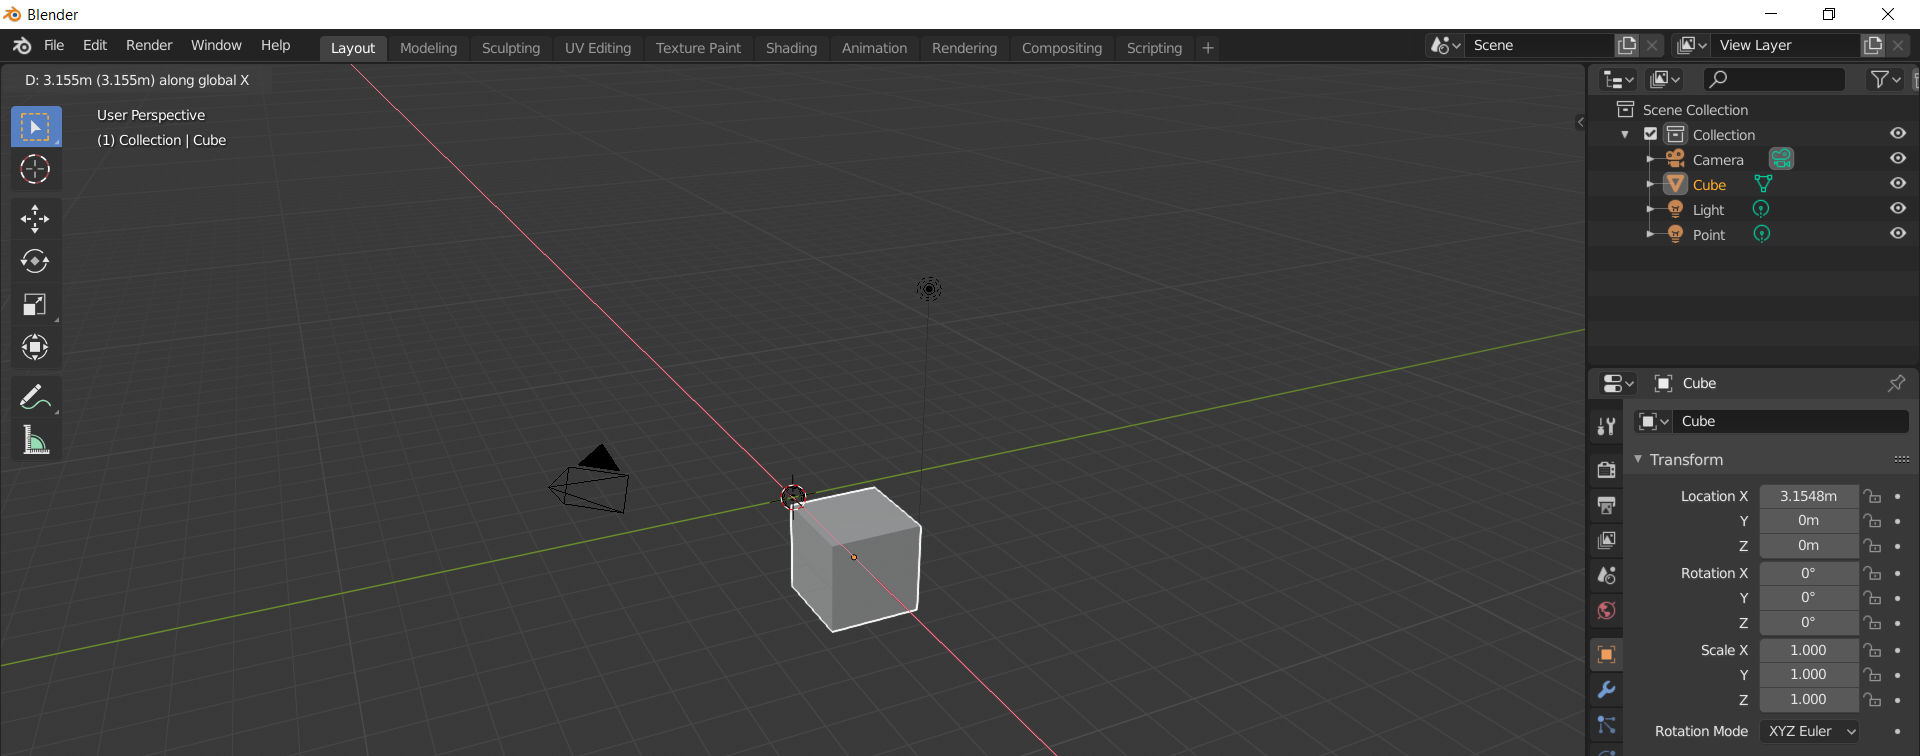 Blender
File Edit Render Window Help Layout Modeling Sculpting UV Editing Texture Paint Shading Animation Rendering Compositing Scripting + Scene View Layer
D: 3.155m (3.155m) along global X
User Perspective
(1) Collection | Cube
Scene Collection
Collection
Camera
Cube
Light
Point
Cube
Cube
Transform
Location X 3.1548m
Y 0m
Z 0m
Rotation X 0°
Y 0°
Z 0°
Scale X 1.000
Y 1.000
Z 1.000
Rotation Mode XYZ Euler